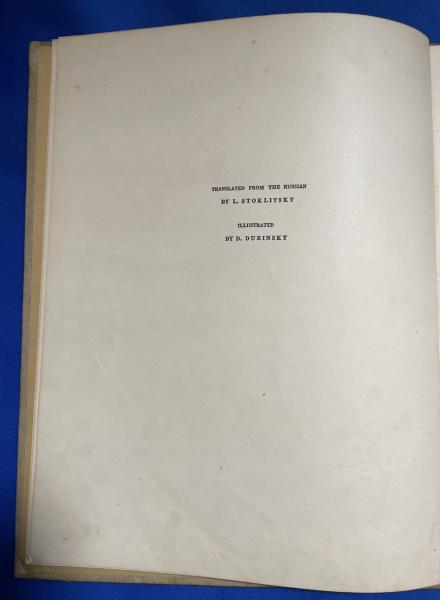 TRANSLATED FROM THE RUSSIAN
BY L. STOKLITSKY
ILLUSTRATED
BY D. DUBINSKY